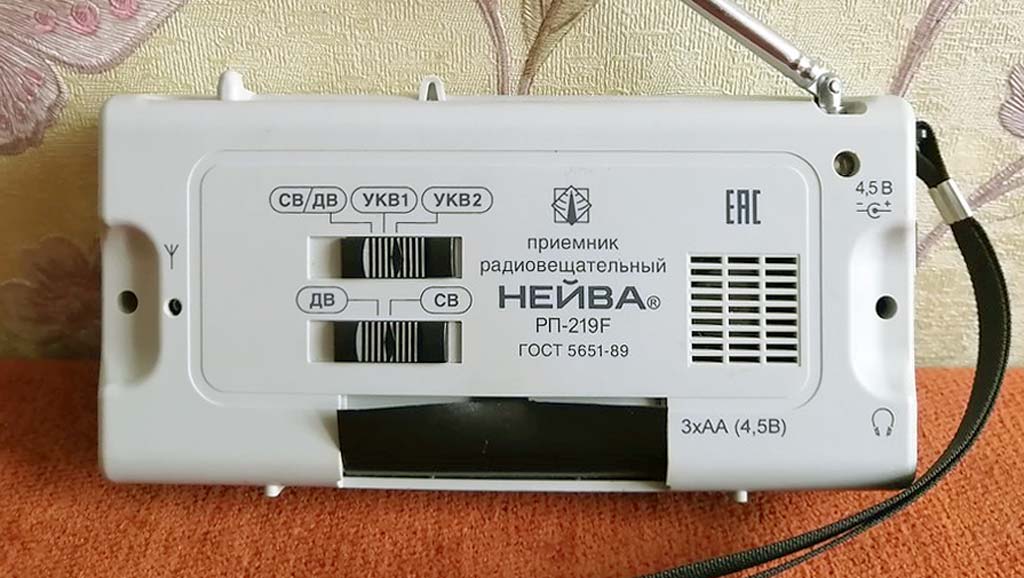 СВ/ДВ УКВ1 УКВ2
ДВ СВ
приемник
радиовещательный
НЕЙВА®
РП-219F
ГОСТ 5651-89
ЕАС
4,5 В
- +
3хАА (4,5В)